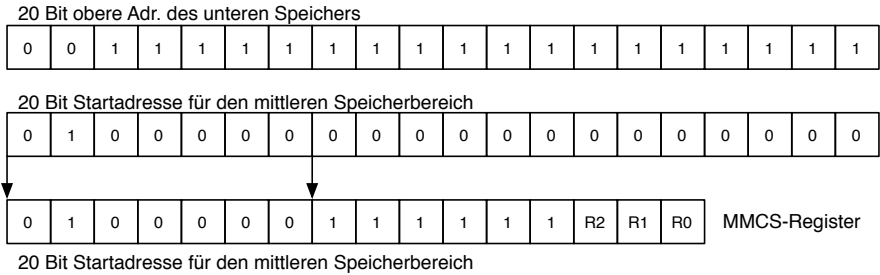 20 Bit obere Adr. des unteren Speichers
0 0 1 1 1 1 1 1 1 1 1 1 1 1 1 1 1 1 1 1
20 Bit Startadresse für den mittleren Speicherbereich
0 1 0 0 0 0 0 0 0 0 0 0 0 0 0 0 0 0 0 0
0 1 0 0 0 0 0 1 1 1 1 1 1 R2 R1 R0 MMCS-Register
20 Bit Startadresse für den mittleren Speicherbereich